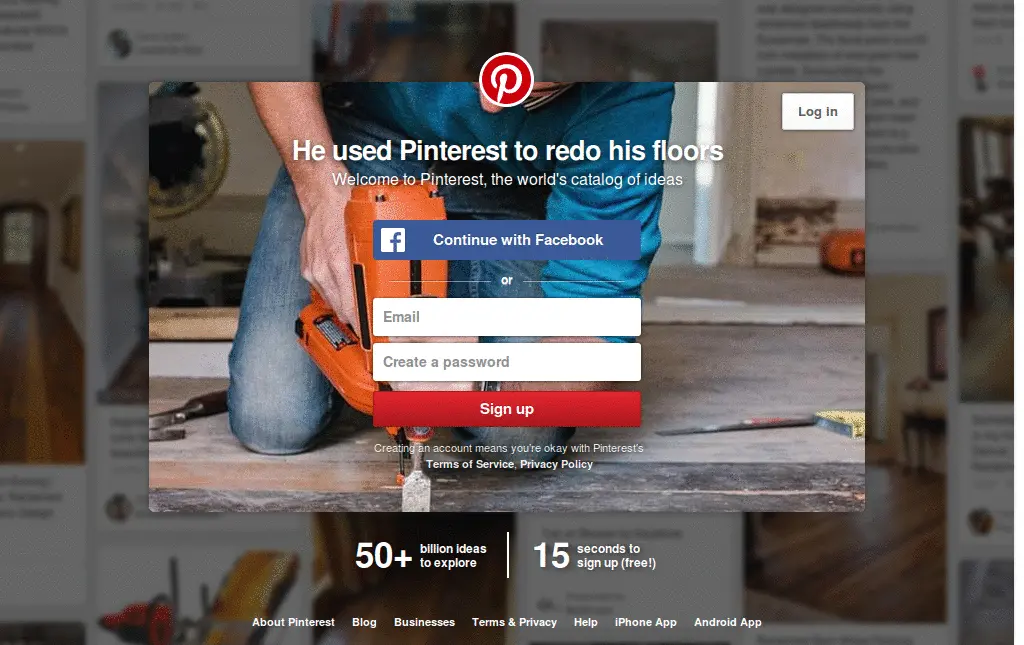 Log in
He used Pinterest to redo his floors
Welcome to Pinterest, the world's catalog of ideas
Continue with Facebook
or
Email
Create a password
Sign up
Creating an account means you're okay with Pinterest's
Terms of Service, Privacy Policy
50+ billion ideas
to explore
15 seconds to
sign up (free!)
About Pinterest Blog Businesses Terms & Privacy Help iPhone App Android App